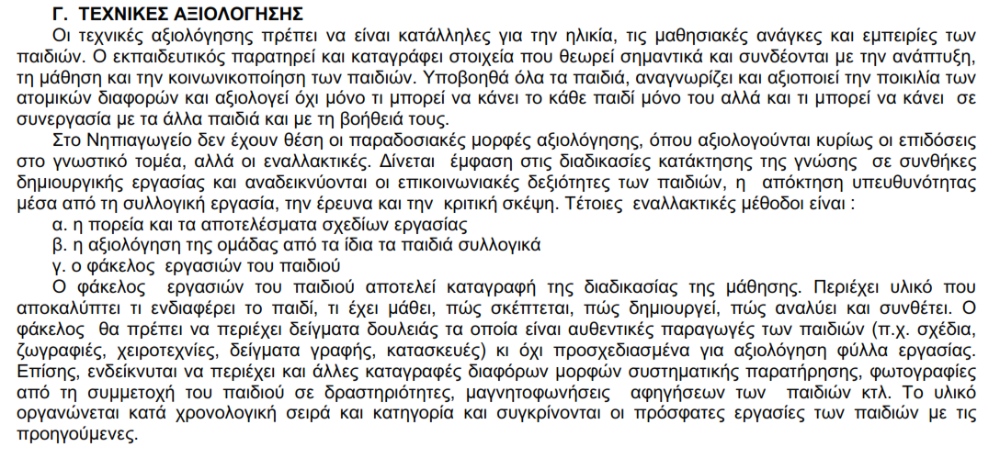 Γ. ΤΕΧΝΙΚΕΣ ΑΞΙΟΛΟΓΗΣΗΣ
Οι τεχνικές αξιολόγησης πρέπει να είναι κατάλληλες για την ηλικία, τις μαθησιακές ανάγκες και εμπειρίες των
παιδιών. Ο εκπαιδευτικός παρατηρεί και καταγράφει στοιχεία που θεωρεί σημαντικά και συνδέονται με την ανάπτυξη,
τη μάθηση και την κοινωνικοποίηση των παιδιών. Υποβοηθά όλα τα παιδιά, αναγνωρίζει και αξιοποιεί την ποικιλία των
ατομικών διαφορών και αξιολογεί όχι μόνο τι μπορεί να κάνει το κάθε παιδί μόνο του αλλά και τι μπορεί να κάνει σε
συνεργασία με τα άλλα παιδιά και με τη βοήθειά τους.
Στο Νηπιαγωγείο δεν έχουν θέση οι παραδοσιακές μορφές αξιολόγησης, όπου αξιολογούνται κυρίως οι επιδόσεις
στο γνωστικό τομέα, αλλά οι εναλλακτικές. Δίνεται έμφαση στις διαδικασίες κατάκτησης της γνώσης σε συνθήκες
δημιουργικής εργασίας και αναδεικνύονται οι επικοινωνιακές δεξιότητες των παιδιών, η απόκτηση υπευθυνότητας
μέσα από τη συλλογική εργασία, την έρευνα και την κριτική σκέψη. Τέτοιες εναλλακτικές μέθοδοι είναι :
α. η πορεία και τα αποτελέσματα σχεδίων εργασίας
β. η αξιολόγηση της ομάδας από τα ίδια τα παιδιά συλλογικά
γ. ο φάκελος εργασιών του παιδιού
Ο φάκελος εργασιών του παιδιού αποτελεί καταγραφή της διαδικασίας της μάθησης. Περιέχει υλικό που
αποκαλύπτει τι ενδιαφέρει το παιδί, τι έχει μάθει, πώς σκέπτεται, πώς δημιουργεί, πώς αναλύει και συνθέτει. Ο
φάκελος θα πρέπει να περιέχει δείγματα δουλειάς τα οποία είναι αυθεντικές παραγωγές των παιδιών (π.χ. σχέδια,
ζωγραφιές, χειροτεχνίες, δείγματα γραφής, κατασκευές) κι όχι προσχεδιασμένα για αξιολόγηση φύλλα εργασίας.
Επίσης, ενδείκνυται να περιέχει και άλλες καταγραφές διαφόρων μορφών συστηματικής παρατήρησης, φωτογραφίες
από τη συμμετοχή του παιδιού σε δραστηριότητες, μαγνητοφωνήσεις αφηγήσεων των παιδιών κτλ. Το υλικό
οργανώνεται κατά χρονολογική σειρά και κατηγορία και συγκρίνονται οι πρόσφατες εργασίες των παιδιών με τις
προηγούμενες.